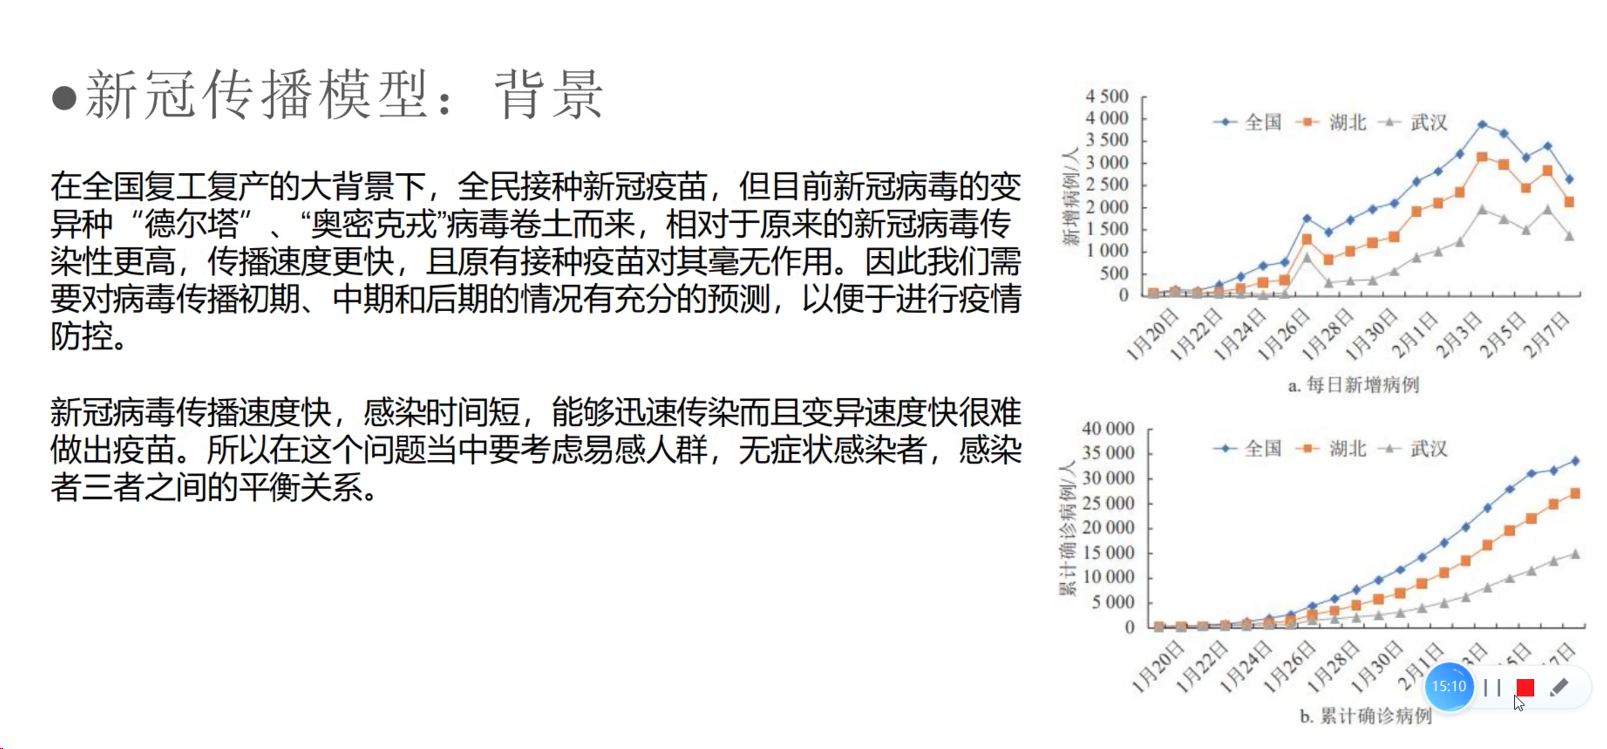 ●新冠传播模型：背景
在全国复工复产的大背景下，全民接种新冠疫苗，但目前新冠病毒的变
异种“德尔塔”、“奥密克戎”病毒卷土而来，相对于原来的新冠病毒传
染性更高，传播速度更快，且原有接种疫苗对其毫无作用。因此我们需
要对病毒传播初期、中期和后期的情况有充分的预测，以便于进行疫情
防控。
新冠病毒传播速度快，感染时间短，能够迅速传染而且变异速度快很难
做出疫苗。所以在这个问题当中要考虑易感人群，无症状感染者，感染
者三者之间的平衡关系。
新增病例/人
4 500
4 000
3 500
3 000
2 500
2 000
1 500
1 000
500
0
全国 湖北 武汉
1月20日 1月22日 1月24日 1月26日 1月28日 1月30日 2月1日 2月3日 2月5日 2月7日
a. 每日新增病例
累计确诊病例/人
40 000
35 000
30 000
25 000
20 000
15 000
10 000
5 000
0
全国 湖北 武汉
1月20日 1月22日 1月24日 1月26日 1月28日 1月30日 2月1日 3日 5日 7日
b. 累计确诊病例
15:10